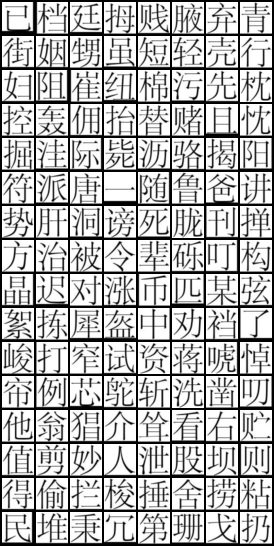 已档廷拇贱腋弃青
街姻甥虽短轻壳行
妇阻崔纽棉污先枕
控轰佣抬替赌且忱
掘洼际毙沥骆揭阳
符派唐一随鲁爸讲
势肝洞谤死胧刊掸
方治被令辈砾叮构
晶迟对涨币匹某弦
絮拣犀盔中劝裆了
峻打窄试资蒋唬悼
帘例芯鸵斩洗凿叨
他翁猖介耸看右贮
值剪妙人泄股坝则
得偷拦梭捶舍捞粘
民堆秉冗第珊戈扔